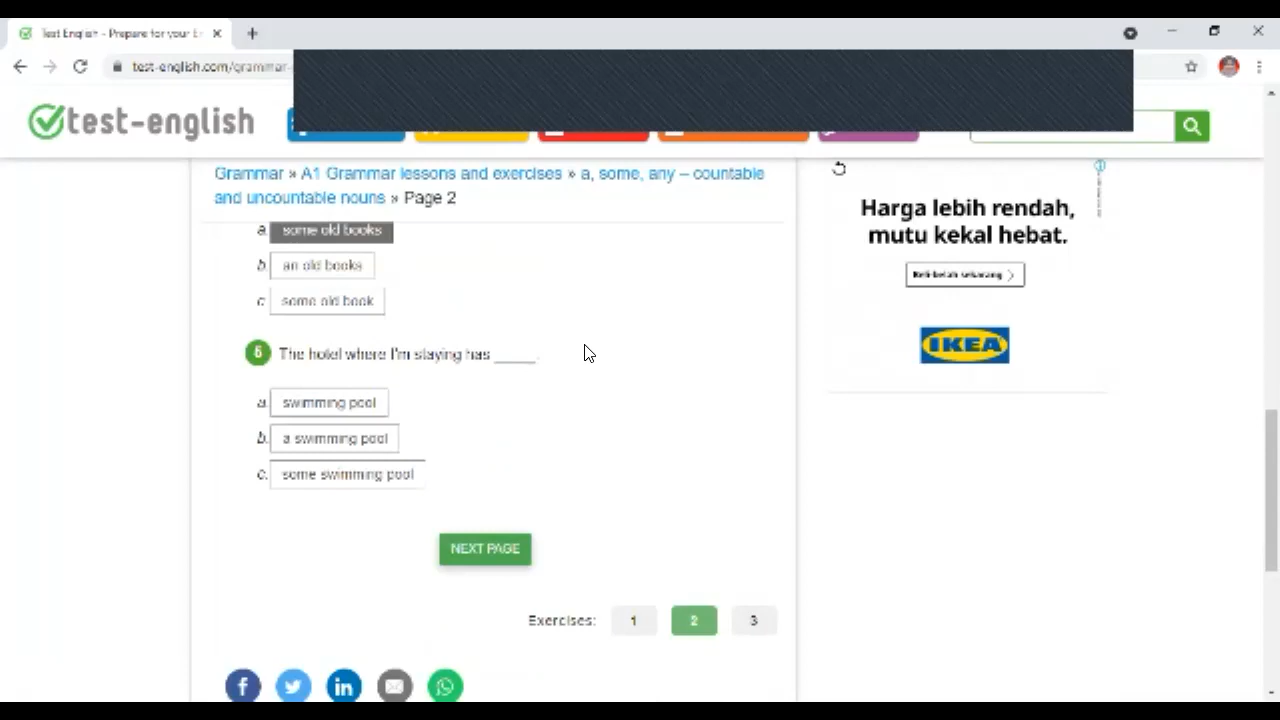 Test English - Prepare for your E
test-english.com/grammar-
test-english
Grammar » A1 Grammar lessons and exercises » a, some, any – countable
and uncountable nouns » Page 2
a. some old books
b. an old books
c. some old book
The hotel where I'm staying has _____.
a. swimming pool
b. a swimming pool
c. some swimming pool
NEXT PAGE
Exercises: 1 2 3
Harga lebih rendah,
mutu kekal hebat.
Beli-belah sekarang
IKEA